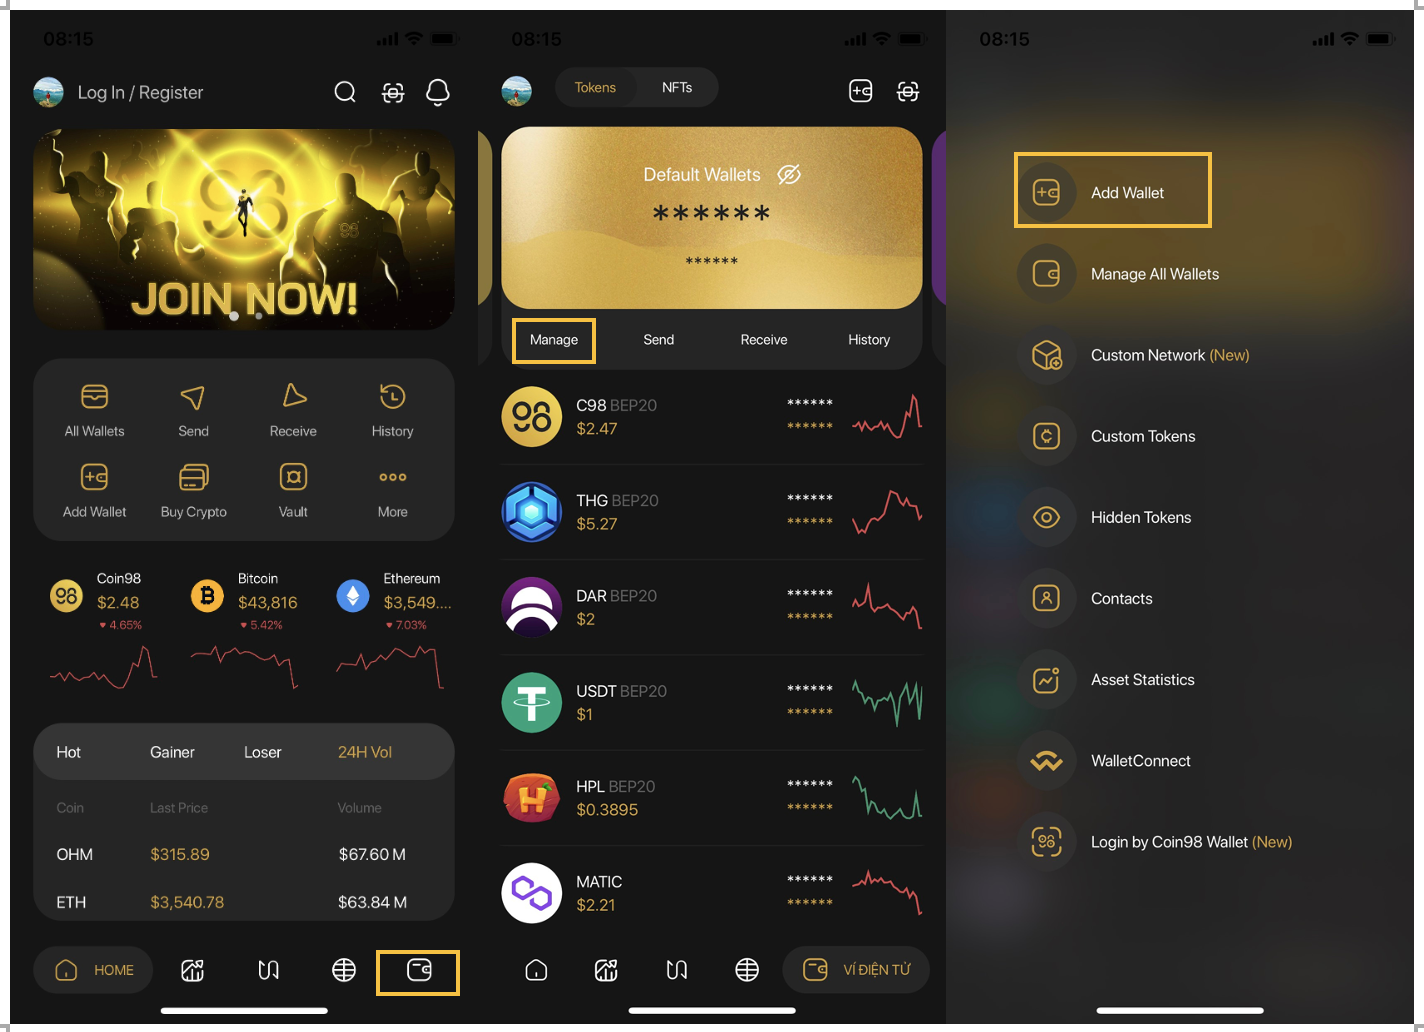 08:15
Log In / Register
JOIN NOW!
All Wallets
Send
Receive
History
Add Wallet
Buy Crypto
Vault
More
Coin98
$2.48
4.65%
Bitcoin
$43,816
5.42%
Ethereum
$3,549....
7.03%
Hot Gainer Loser 24H Vol
Coin Last Price Volume
OHM $315.89 $67.60 M
ETH $3,540.78 $63.84 M
HOME
08:15
Tokens NFTs
Default Wallets
******
******
Manage Send Receive History
C98 BEP20 ******
$2.47 ******
THG BEP20 ******
$5.27 ******
DAR BEP20 ******
$2 ******
USDT BEP20 ******
$1 ******
HPL BEP20 ******
$0.3895 ******
MATIC ******
$2.21 ******
VÍ ĐIỆN TỬ
08:15
Add Wallet
Manage All Wallets
Custom Network (New)
Custom Tokens
Hidden Tokens
Contacts
Asset Statistics
WalletConnect
Login by Coin98 Wallet (New)